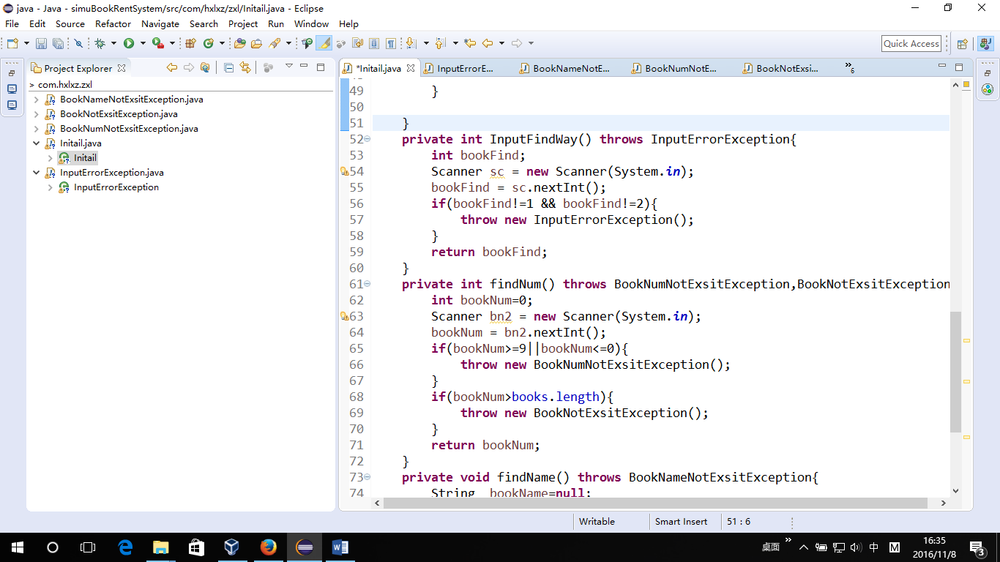 java - Java - simuBookRentSystem/src/com/hxlxz/zxl/Initail.java - Eclipse
File Edit Source Refactor Navigate Search Project Run Window Help
Quick Access
Project Explorer
*Initail.java InputErrorE... BookNameNotE... BookNumNotE... BookNotExsi... »6
> com.hxlxz.zxl
BookNameNotExsitException.java
BookNotExsitException.java
BookNumNotExsitException.java
Initail.java
Initail
InputErrorException.java
InputErrorException
49 }
50
51 }
52 private int InputFindWay() throws InputErrorException{
53 int bookFind;
54 Scanner sc = new Scanner(System.in);
55 bookFind = sc.nextInt();
56 if(bookFind!=1 && bookFind!=2){
57 throw new InputErrorException();
58 }
59 return bookFind;
60 }
61 private int findNum() throws BookNumNotExsitException,BookNotExsitException
62 int bookNum=0;
63 Scanner bn2 = new Scanner(System.in);
64 bookNum = bn2.nextInt();
65 if(bookNum>=9||bookNum<=0){
66 throw new BookNumNotExsitException();
67 }
68 if(bookNum>books.length){
69 throw new BookNotExsitException();
70 }
71 return bookNum;
72 }
73 private void findName() throws BookNameNotExsitException{
74 String bookName=null;
Writable Smart Insert 51 : 6
桌面 » 中 M 16:35
2016/11/8 3